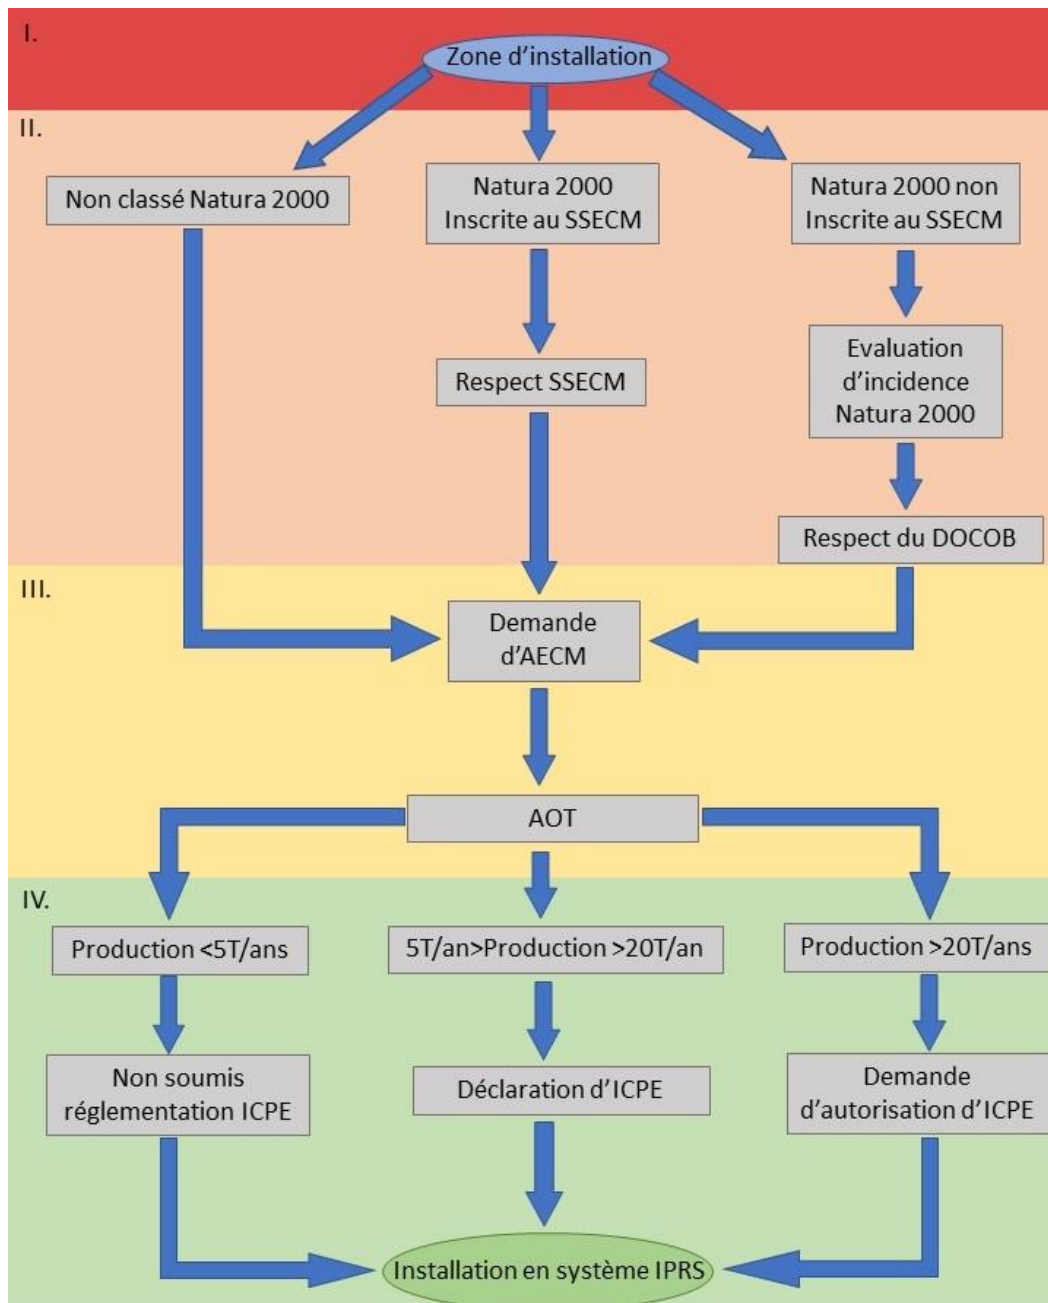 I.
Zone d'installation
II.
Non classé Natura 2000
Natura 2000
Inscrite au SSECM
Natura 2000 non
Inscrite au SSECM
Respect SSECM
Evaluation
d'incidence
Natura 2000
Respect du DOCOB
III.
Demande
d'AECM
AOT
IV.
Production <5T/ans
5T/an>Production >20T/an
Production >20T/ans
Non soumis
réglementation ICPE
Déclaration d'ICPE
Demande
d'autorisation d'ICPE
Installation en système IPRS